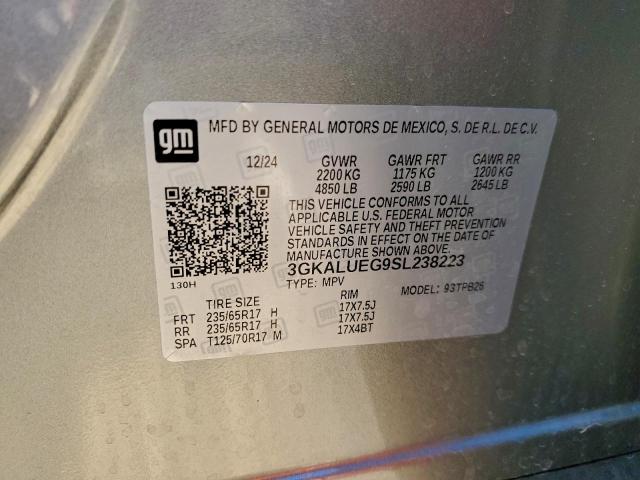 gm MFD BY GENERAL MOTORS DE MEXICO, S. DE R.L. DE C.V.
12/24 GVWR GAWR FRT GAWR RR
2200 KG 1175 KG 1200 KG
4850 LB 2590 LB 2645 LB
THIS VEHICLE CONFORMS TO ALL
APPLICABLE U.S. FEDERAL MOTOR
VEHICLE SAFETY AND THEFT PREVENTION
STANDARDS IN EFFECT ON THE DATE OF
MANUFACTURE SHOWN ABOVE.
3GKALUEG9SL238223
130H TYPE: MPV MODEL: 93TPB26
TIRE SIZE RIM
FRT 235/65R17 H 17X7.5J
RR 235/65R17 H 17X7.5J
SPA T125/70R17 M 17X4BT